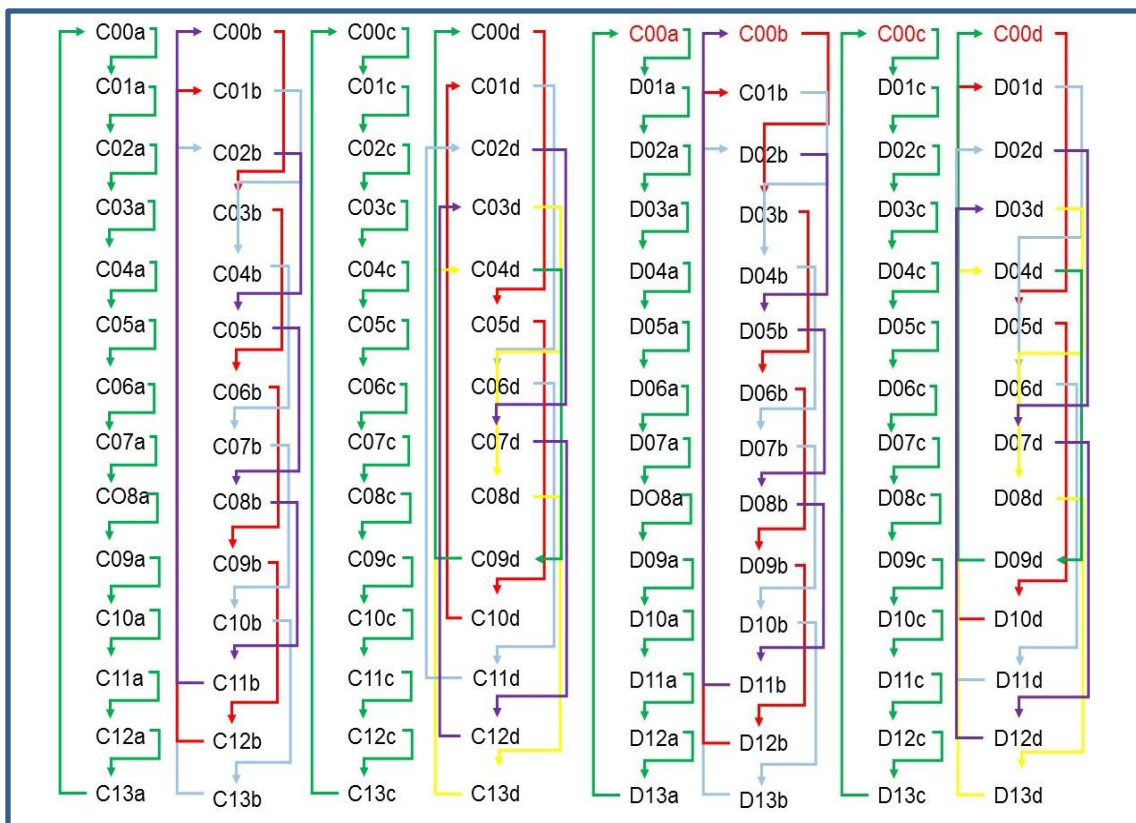 C00a C00b C00c C00d C00a C00b C00c C00d
C01a C01b C01c C01d D01a C01b D01c D01d
C02a C02b C02c C02d D02a D02b D02c D02d
C03a C03b C03c C03d D03a D03b D03c D03d
C04a C04b C04c C04d D04a D04b D04c D04d
C05a C05b C05c C05d D05a D05b D05c D05d
C06a C06b C06c C06d D06a D06b D06c D06d
C07a C07b C07c C07d D07a D07b D07c D07d
CO8a C08b C08c C08d DO8a D08b D08c D08d
C09a C09b C09c C09d D09a D09b D09c D09d
C10a C10b C10c C10d D10a D10b D10c D10d
C11a C11b C11c C11d D11a D11b D11c D11d
C12a C12b C12c C12d D12a D12b D12c D12d
C13a C13b C13c C13d D13a D13b D13c D13d